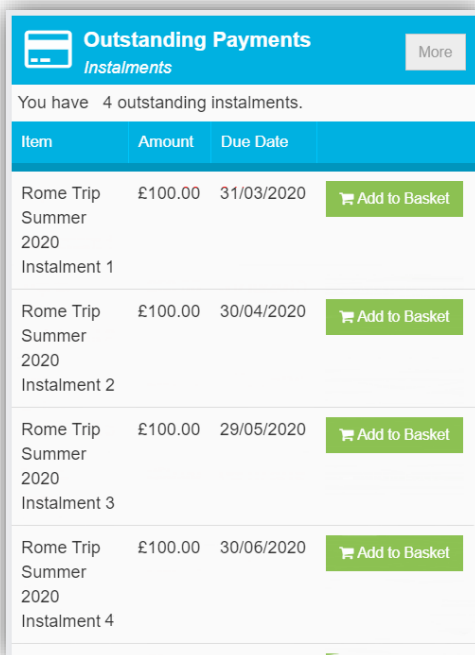 Outstanding Payments
Instalments
More
You have 4 outstanding instalments.
Item Amount Due Date
Rome Trip £100.00 31/03/2020 Add to Basket
Summer
2020
Instalment 1
Rome Trip £100.00 30/04/2020 Add to Basket
Summer
2020
Instalment 2
Rome Trip £100.00 29/05/2020 Add to Basket
Summer
2020
Instalment 3
Rome Trip £100.00 30/06/2020 Add to Basket
Summer
2020
Instalment 4